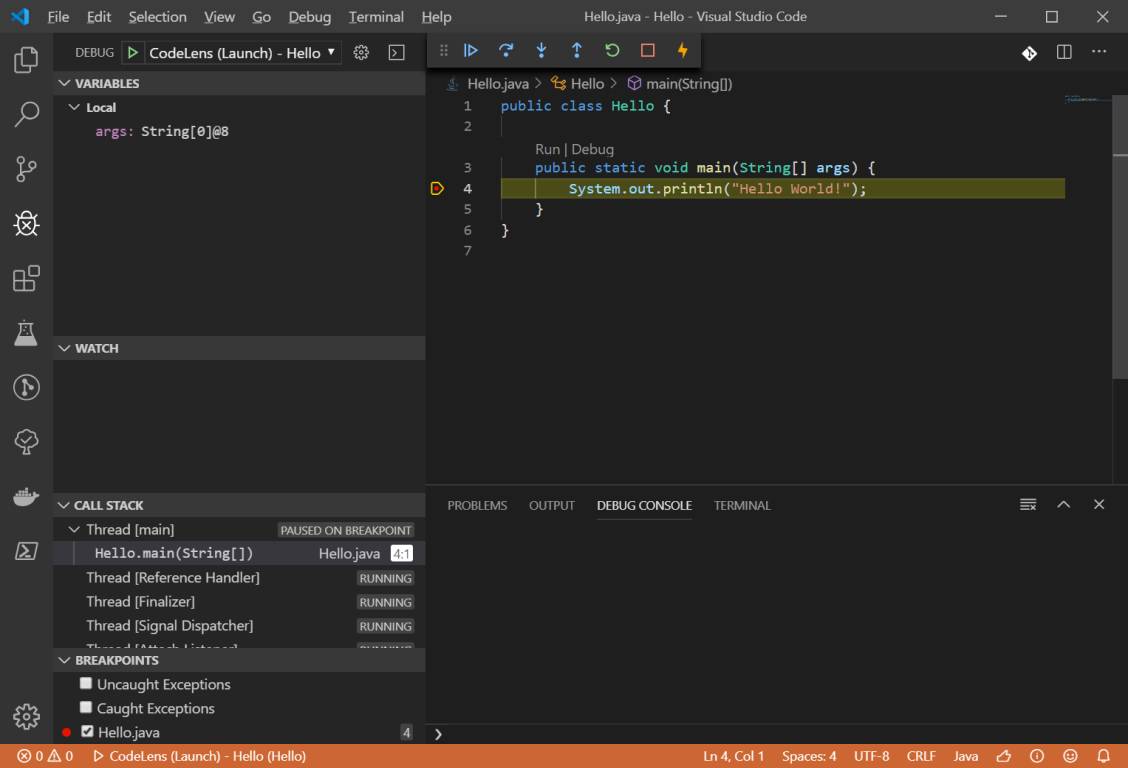 File Edit Selection View Go Debug Terminal Help
Hello.java - Hello - Visual Studio Code
DEBUG CodeLens (Launch) - Hello
VARIABLES
Local
args: String[0]@8
WATCH
CALL STACK
Thread [main] PAUSED ON BREAKPOINT
Hello.main(String[]) Hello.java 4:1
Thread [Reference Handler] RUNNING
Thread [Finalizer] RUNNING
Thread [Signal Dispatcher] RUNNING
Thread [Attach Listener] RUNNING
BREAKPOINTS
Uncaught Exceptions
Caught Exceptions
Hello.java 4
Hello.java > Hello > main(String[])
1 public class Hello {
2
Run | Debug
3 public static void main(String[] args) {
4 System.out.println("Hello World!");
5 }
6 }
7
PROBLEMS OUTPUT DEBUG CONSOLE TERMINAL
0 0 CodeLens (Launch) - Hello (Hello) Ln 4, Col 1 Spaces: 4 UTF-8 CRLF Java